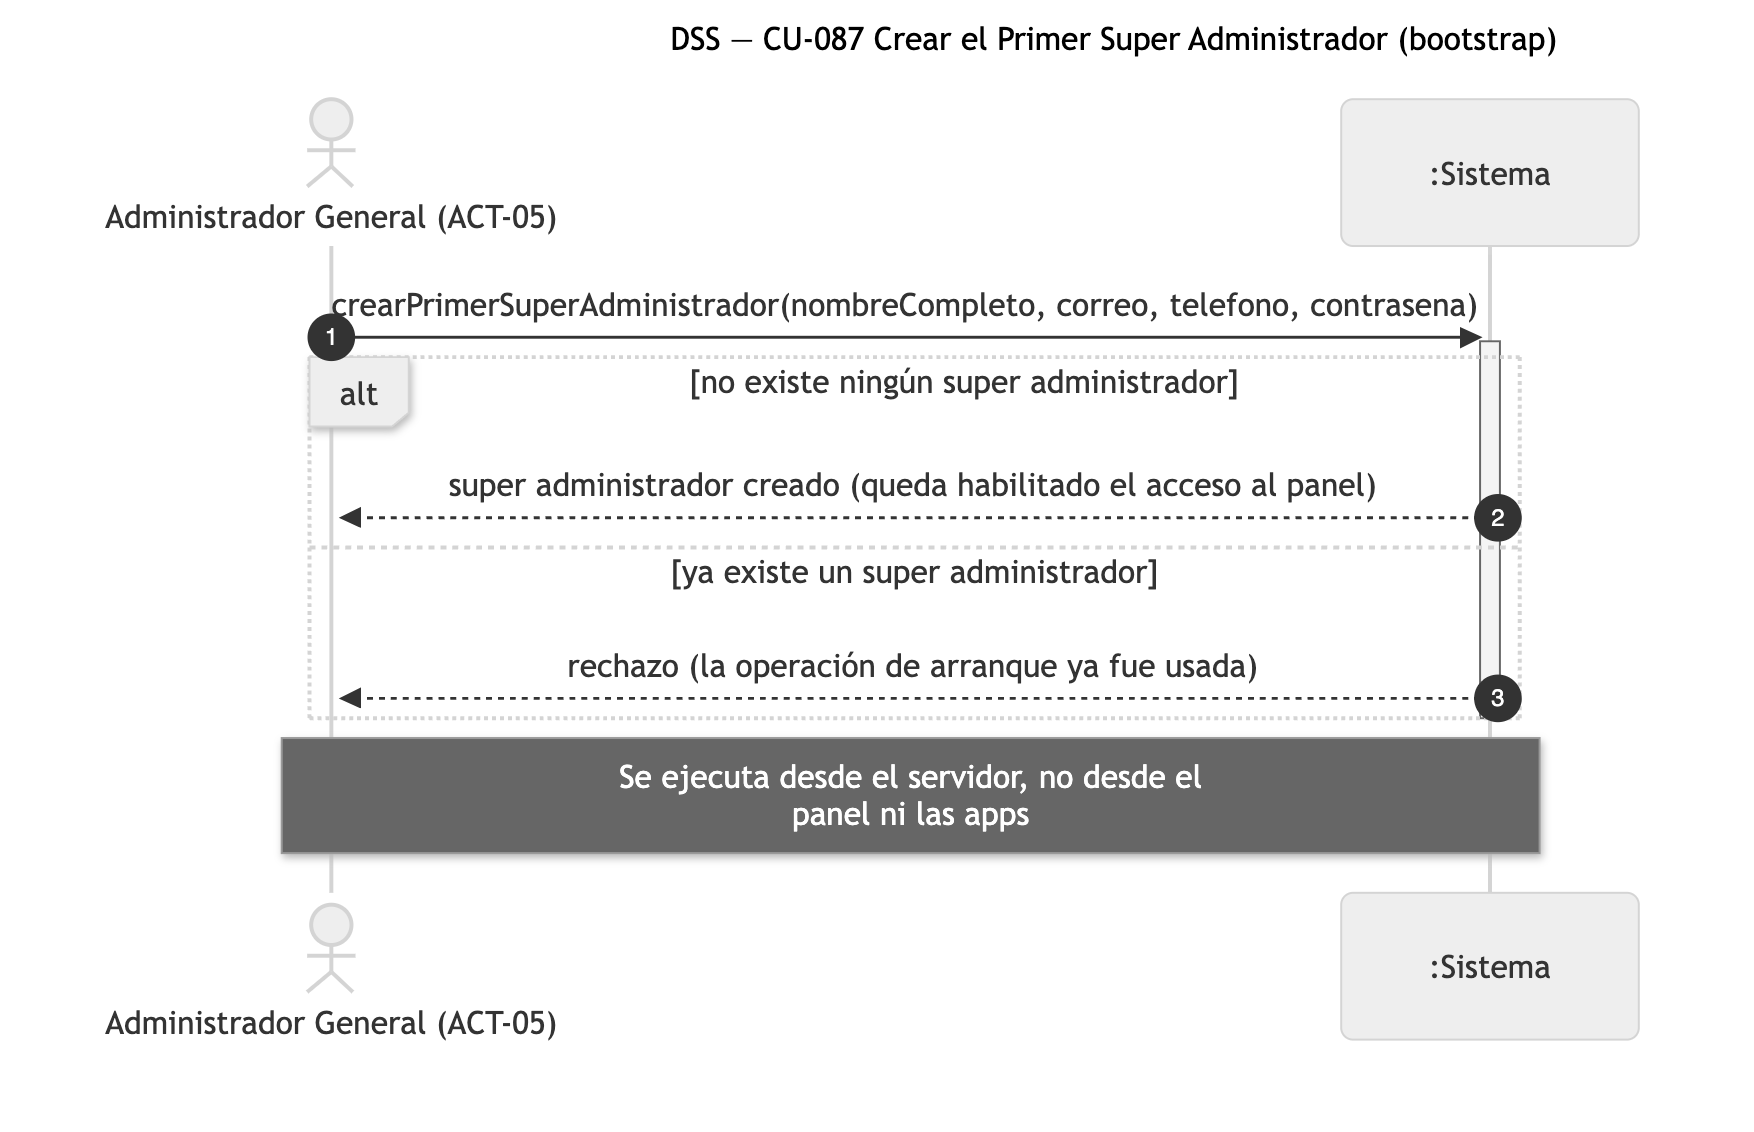 DSS — CU-087 Crear el Primer Super Administrador (bootstrap)
Administrador General (ACT-05)
:Sistema
crearPrimerSuperAdministrador(nombreCompleto, correo, telefono, contrasena)
1
alt
[no existe ningún super administrador]
super administrador creado (queda habilitado el acceso al panel)
2
[ya existe un super administrador]
rechazo (la operación de arranque ya fue usada)
3
Se ejecuta desde el servidor, no desde el
panel ni las apps
Administrador General (ACT-05)
:Sistema